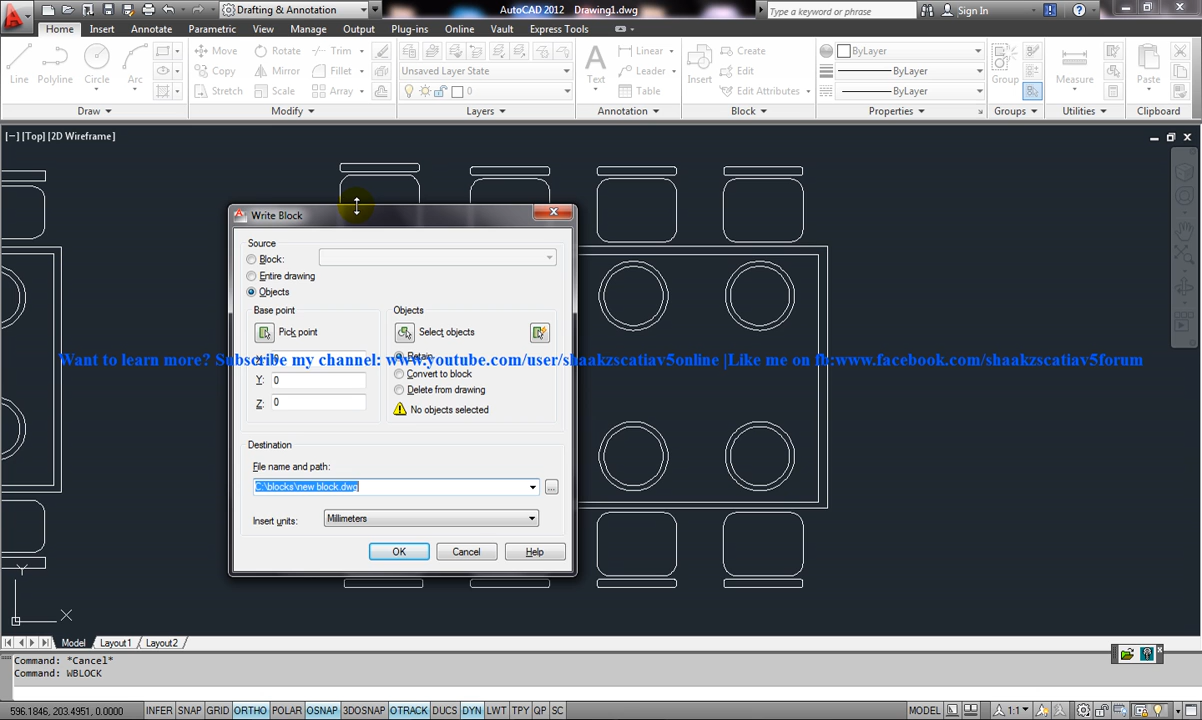 Drafting & Annotation
AutoCAD 2012 Drawing1.dwg
Type a keyword or phrase
Sign In
Home Insert Annotate Parametric View Manage Output Plug-ins Online Vault Express Tools
Line Polyline Circle Arc
Move Rotate Trim
Copy Mirror Fillet
Stretch Scale Array
Unsaved Layer State
0
Text
Linear
Leader
Table
Insert
Create
Edit
Edit Attributes
ByLayer
ByLayer
ByLayer
Group
Measure
Paste
Draw Modify Layers Annotation Block Properties Groups Utilities Clipboard
[−] [Top] [2D Wireframe]
Write Block
Source
Block:
Entire drawing
Objects
Base point
Pick point
Objects
Select objects
Retain
Want to learn more? Subscribe my channel: www.youtube.com/user/shaakzscatiav5online |Like me on fb:www.facebook.com/shaakzscatiav5forum
Convert to block
Y: 0
Delete from drawing
Z: 0
No objects selected
Destination
File name and path:
C:\blocks\new block.dwg
...
Insert units: Millimeters
OK Cancel Help
Y
X
Model Layout1 Layout2
Command: *Cancel*
Command: WBLOCK
596.1846, 203.4951, 0.0000 INFER SNAP GRID ORTHO POLAR OSNAP 3DOSNAP OTRACK DUCS DYN LWT TPY QP SC MODEL 1:1